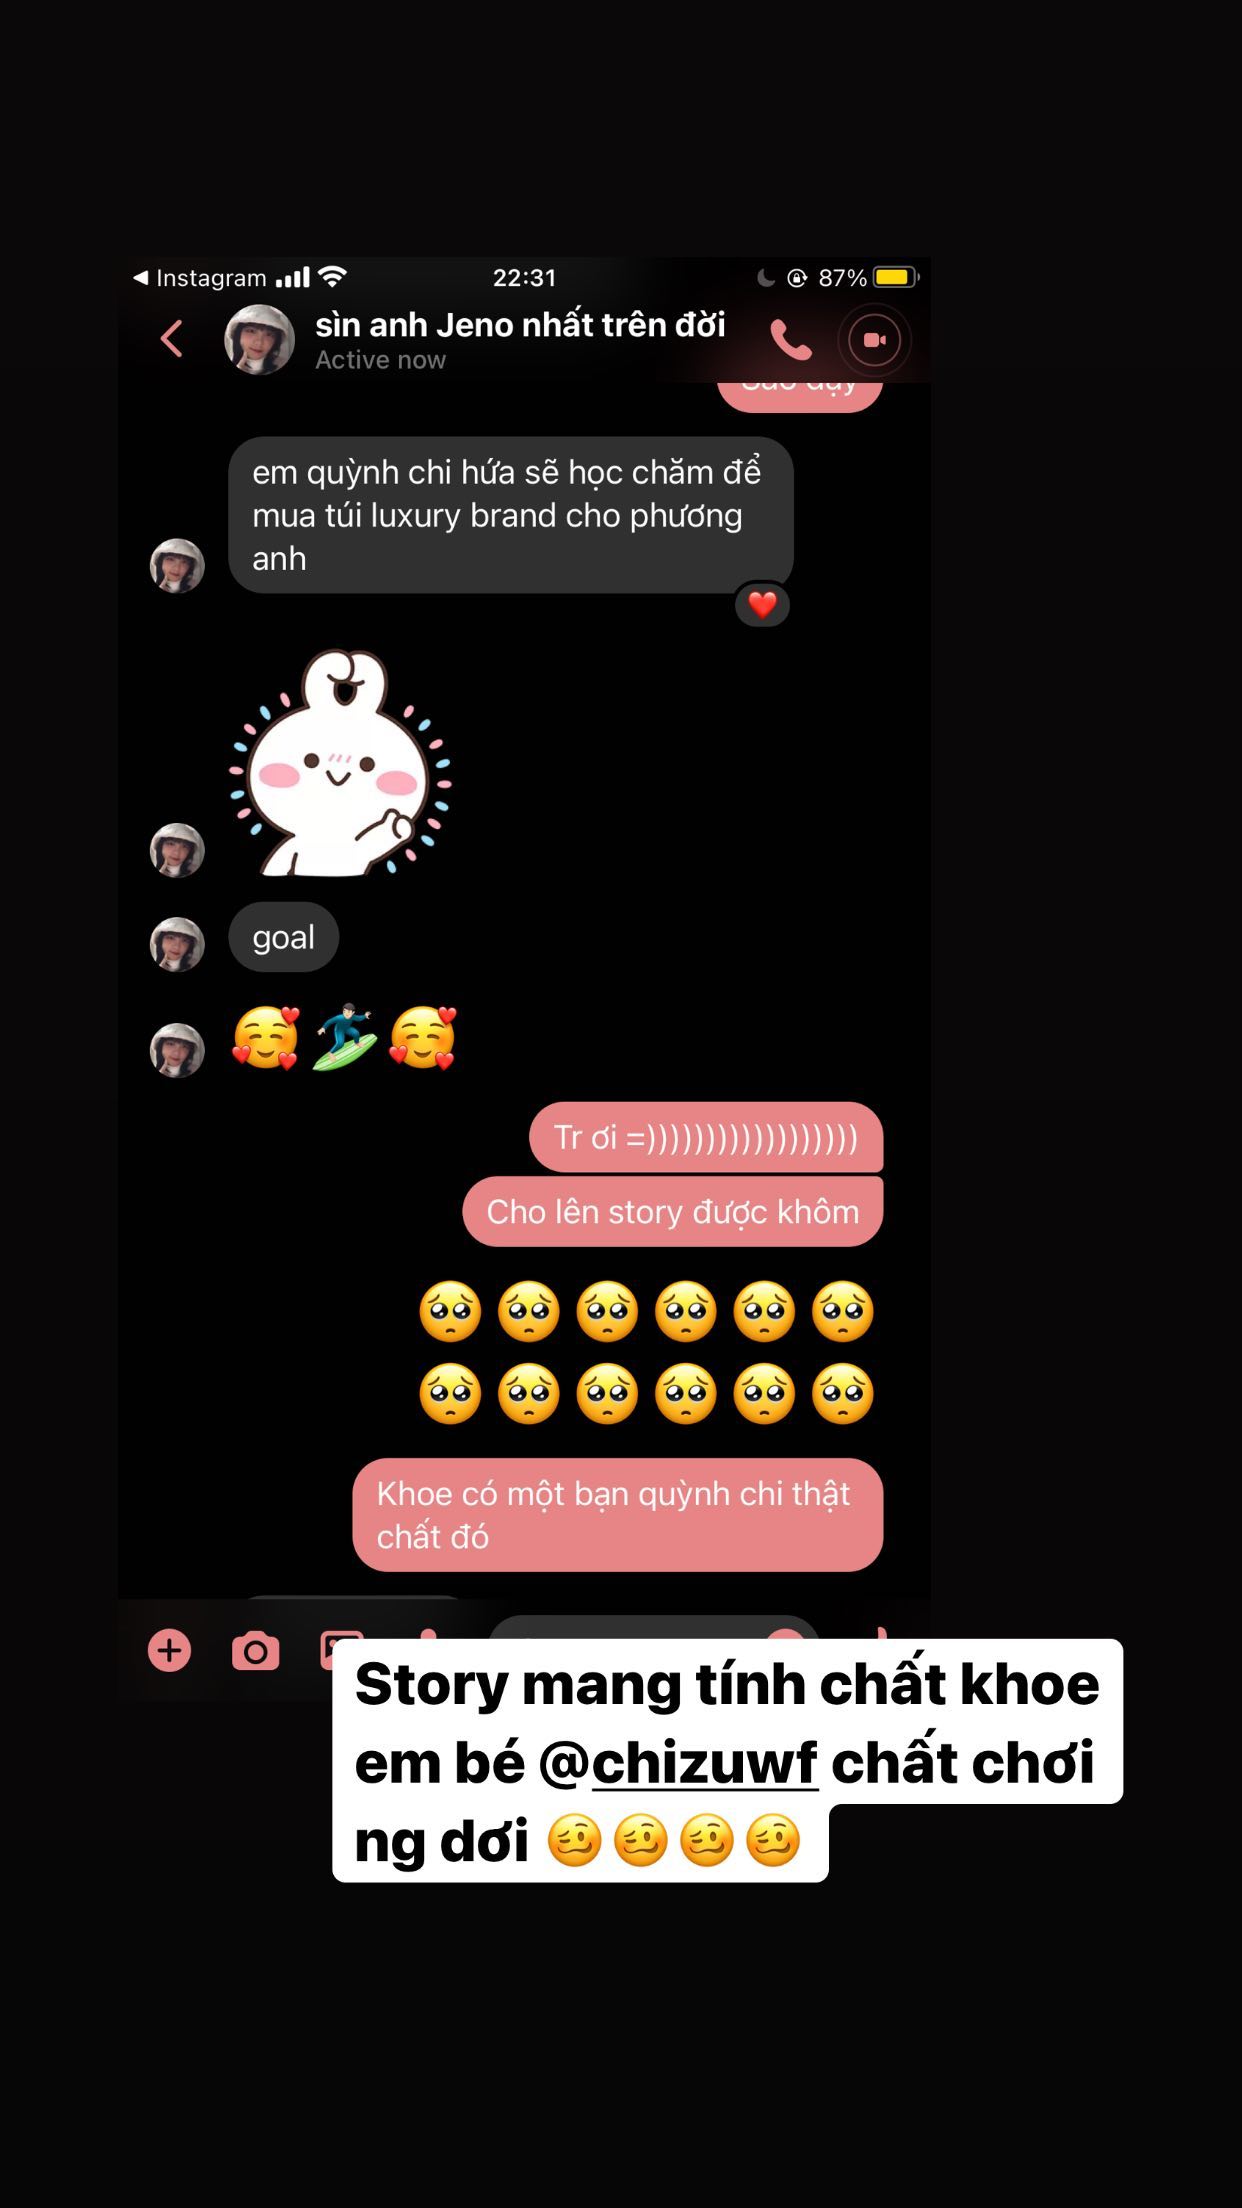 ◀ Instagram 22:31 87%
sìn anh Jeno nhất trên đời
Active now
em quỳnh chi hứa sẽ học chăm để
mua túi luxury brand cho phương
anh
goal
Tr ơi =))))))))))))))))))
Cho lên story được khôm
Khoe có một bạn quỳnh chi thật
chất đó
Story mang tính chất khoe
em bé @chizuwf chất chơi
ng dơi